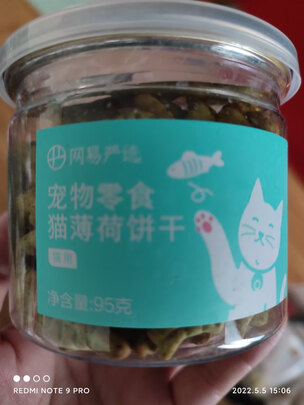 网易严选
宠物零食
猫薄荷饼干
猫用
净含量:95克
REDMI NOTE 9 PRO
2022.5.5 15:06